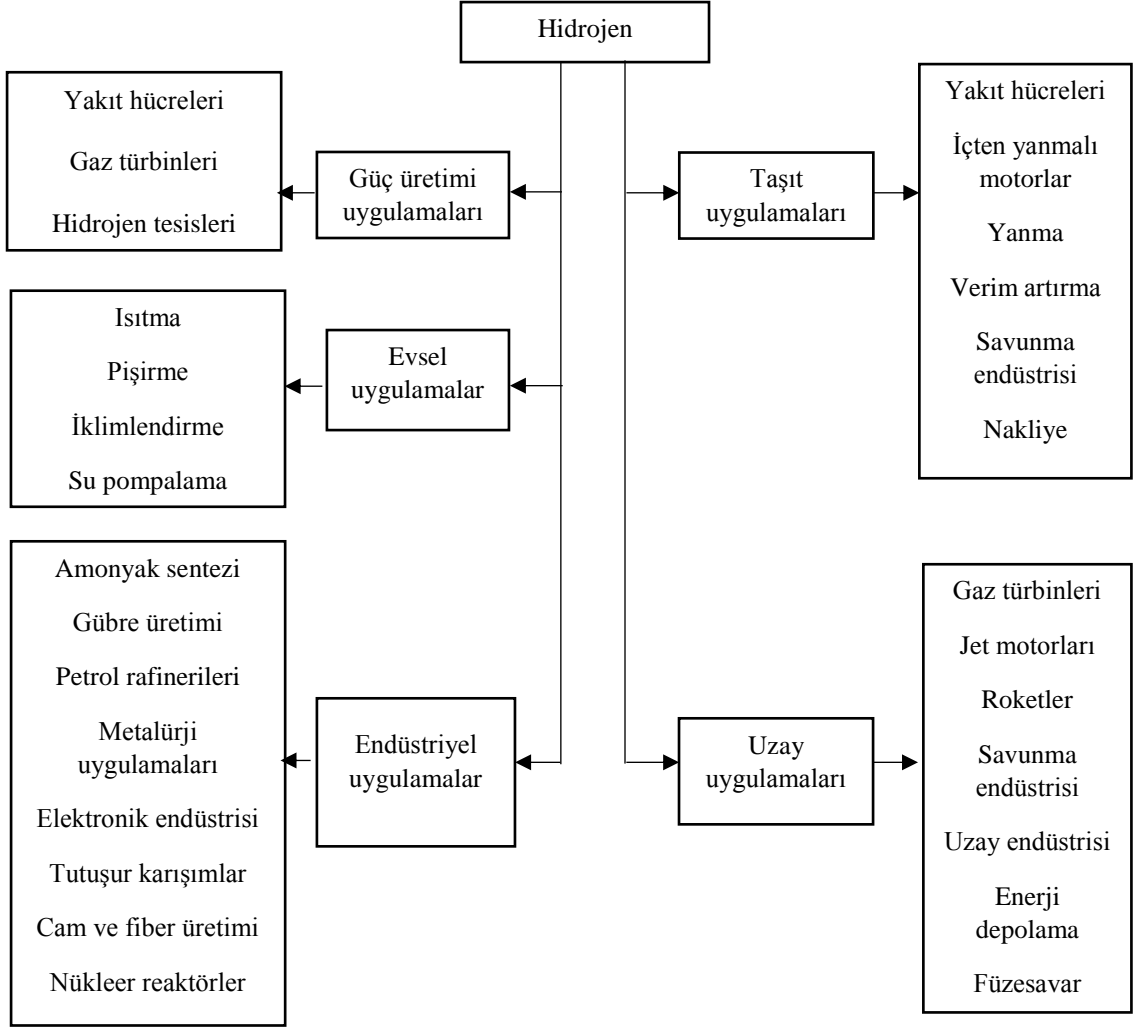 Hidrojen
Yakıt hücreleri
Gaz türbinleri
Hidrojen tesisleri
Güç üretimi
uygulamaları
Taşıt
uygulamaları
Yakıt hücreleri
İçten yanmalı
motorlar
Yanma
Verim artırma
Savunma
endüstrisi
Nakliye
Isıtma
Pişirme
İklimlendirme
Su pompalama
Evsel
uygulamalar
Amonyak sentezi
Gübre üretimi
Petrol rafinerileri
Metalürji
uygulamaları
Elektronik endüstrisi
Tutuşur karışımlar
Cam ve fiber üretimi
Nükleer reaktörler
Endüstriyel
uygulamalar
Uzay
uygulamaları
Gaz türbinleri
Jet motorları
Roketler
Savunma
endüstrisi
Uzay endüstrisi
Enerji
depolama
Füzesavar